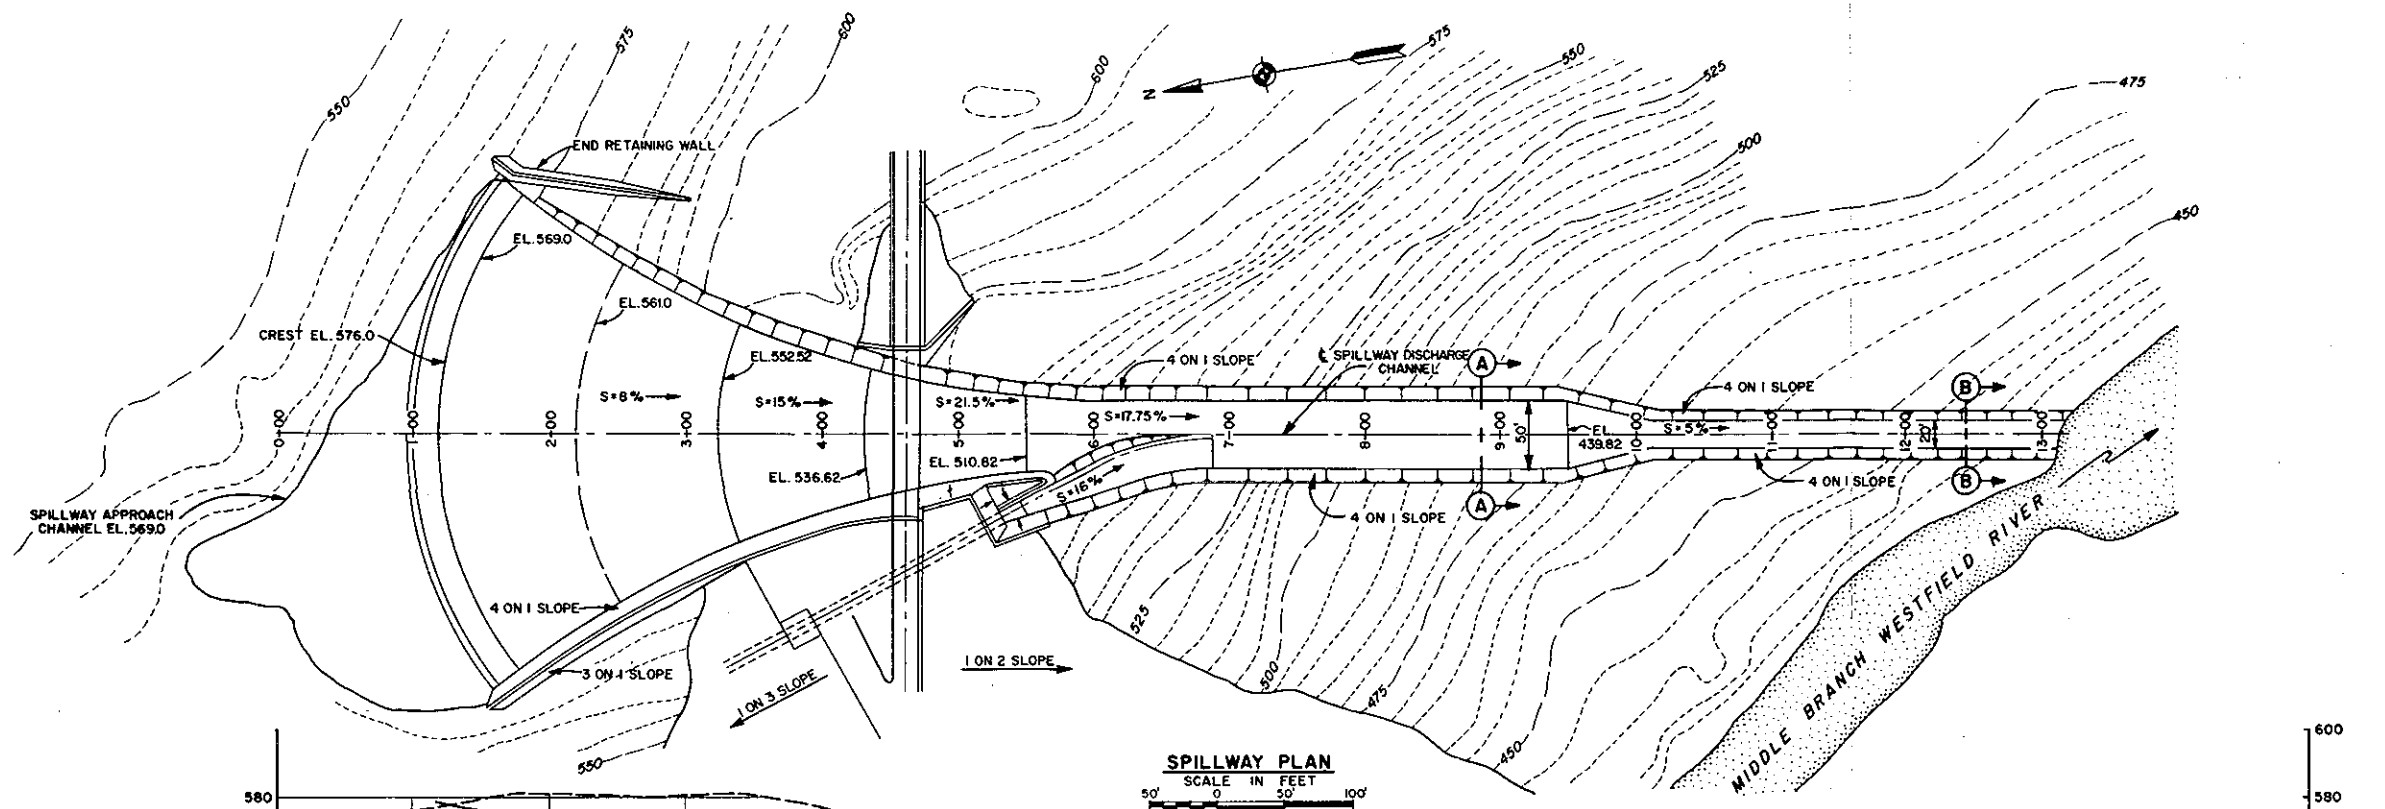 550
575
600
600
575
550
525
500
475
450
N
END RETAINING WALL
EL. 569.0
EL. 561.0
CREST EL. 576.0
EL. 552.52
4 ON 1 SLOPE
℄ SPILLWAY DISCHARGE
CHANNEL
A
4 ON 1 SLOPE
B
S=8%
S=15%
S=21.5%
S=17.75%
S=5%
0+00
1+00
2+00
3+00
4+00
5+00
6+00
7+00
8+00
9+00
50'
EL.
439.82
10+00
11+00
12+00
20'
13+00
EL. 536.62
EL. 510.82
S=16%
SPILLWAY APPROACH
CHANNEL EL. 569.0
4 ON 1 SLOPE
A
4 ON 1 SLOPE
B
4 ON 1 SLOPE
3 ON 1 SLOPE
1 ON 3 SLOPE
1 ON 2 SLOPE
525
500
475
450
550
MIDDLE BRANCH WESTFIELD RIVER
SPILLWAY PLAN
SCALE IN FEET
50' 0 50' 100'
580
600
580